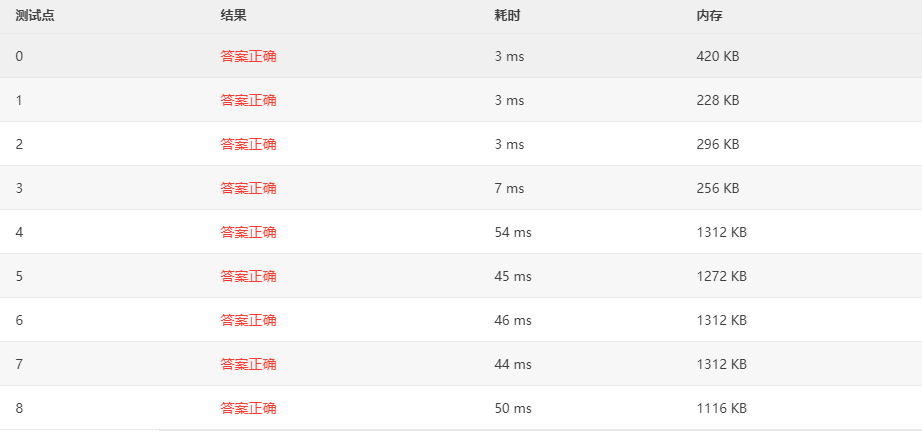 测试点 结果 耗时 内存
0 答案正确 3 ms 420 KB
1 答案正确 3 ms 228 KB
2 答案正确 3 ms 296 KB
3 答案正确 7 ms 256 KB
4 答案正确 54 ms 1312 KB
5 答案正确 45 ms 1272 KB
6 答案正确 46 ms 1312 KB
7 答案正确 44 ms 1312 KB
8 答案正确 50 ms 1116 KB